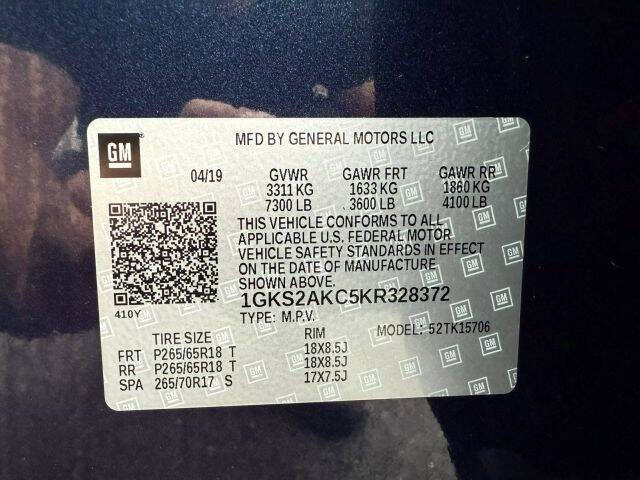 GM
MFD BY GENERAL MOTORS LLC
04/19 GVWR GAWR FRT GAWR RR
3311 KG 1633 KG 1860 KG
7300 LB 3600 LB 4100 LB
THIS VEHICLE CONFORMS TO ALL
APPLICABLE U.S. FEDERAL MOTOR
VEHICLE SAFETY STANDARDS IN EFFECT
ON THE DATE OF MANUFACTURE
SHOWN ABOVE.
1GKS2AKC5KR328372
410Y TYPE: M.P.V. MODEL: 52TK15706
TIRE SIZE RIM
FRT P265/65R18 T 18X8.5J
RR P265/65R18 T 18X8.5J
SPA 265/70R17 S 17X7.5J